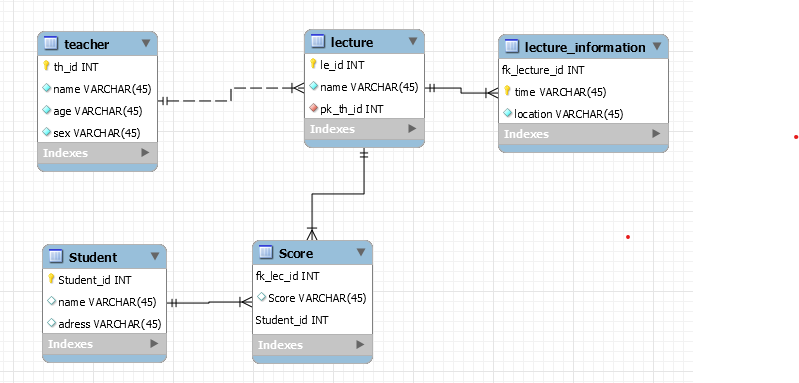 teacher
th_id INT
name VARCHAR(45)
age VARCHAR(45)
sex VARCHAR(45)
Indexes
lecture
le_id INT
name VARCHAR(45)
pk_th_id INT
Indexes
lecture_information
fk_lecture_id INT
time VARCHAR(45)
location VARCHAR(45)
Indexes
Student
Student_id INT
name VARCHAR(45)
adress VARCHAR(45)
Indexes
Score
fk_lec_id INT
Score VARCHAR(45)
Student_id INT
Indexes